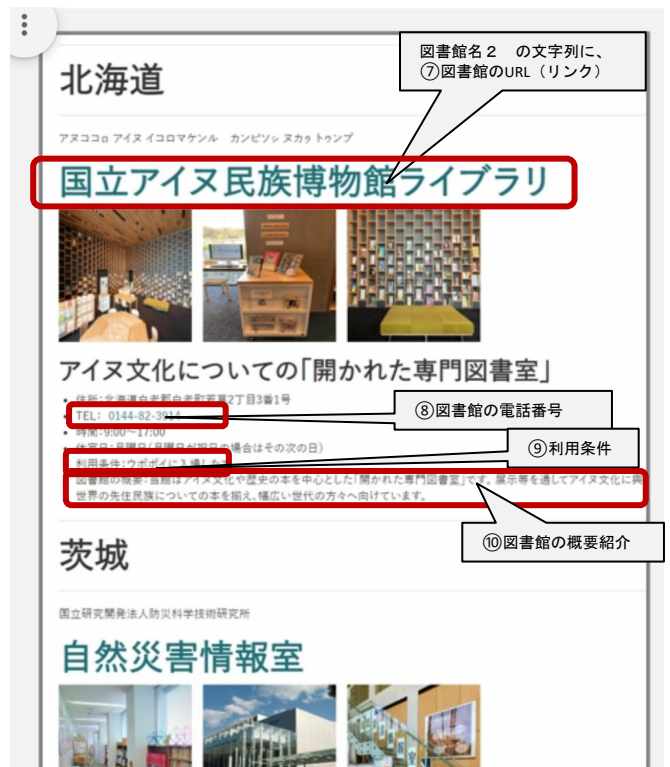 図書館名２　の文字列に、
⑦図書館のURL（リンク）
北海道
アヌココㇿ アイヌ イコロマケンル　カンピソㇱ ヌカㇻ トゥンプ
国立アイヌ民族博物館ライブラリ
アイヌ文化についての「開かれた専門図書室」
住所:北海道白老郡白老町若草2丁目3番1号
⑧図書館の電話番号
TEL: 0144-82-3914
時間:9:00~17:00
休室日:月曜日(月曜日が祝日の場合はその次の日)
⑨利用条件
利用条件:ウポポイに入場した
図書館の概要:当館はアイヌ文化や歴史の本を中心とした「開かれた専門図書室」です。展示等を通してアイヌ文化に興
世界の先住民族についての本を揃え、幅広い世代の方々へ向けています。
⑩図書館の概要紹介
茨城
国立研究開発法人防災科学技術研究所
自然災害情報室